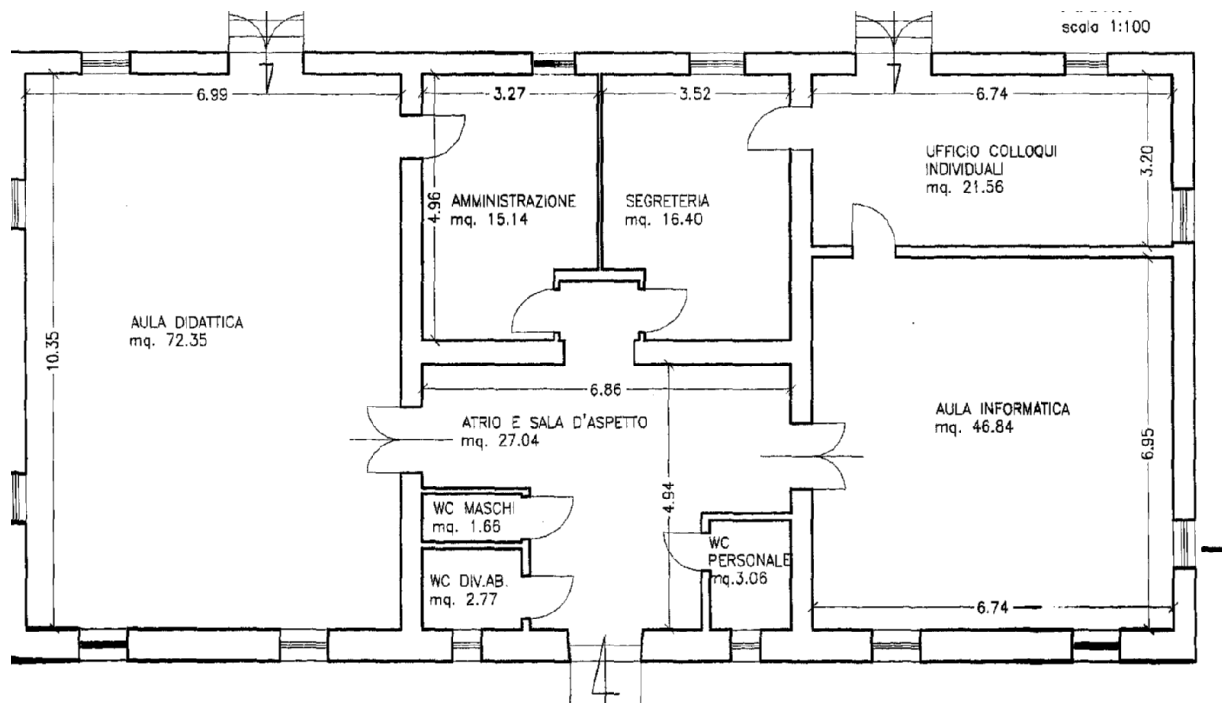 scala 1:100
6.99
3.27
3.52
6.74
UFFICIO COLLOQUI
INDIVIDUALI
mq. 21.56
3.20
4.96
AMMINISTRAZIONE
mq. 15.14
SEGRETERIA
mq. 16.40
AULA DIDATTICA
mq. 72.35
10.35
6.86
ATRIO E SALA D'ASPETTO
mq. 27.04
AULA INFORMATICA
mq. 46.84
6.95
4.94
WC MASCHI
mq. 1.66
WC
PERSONALE
mq.3.06
WC DIV.AB.
mq. 2.77
6.74